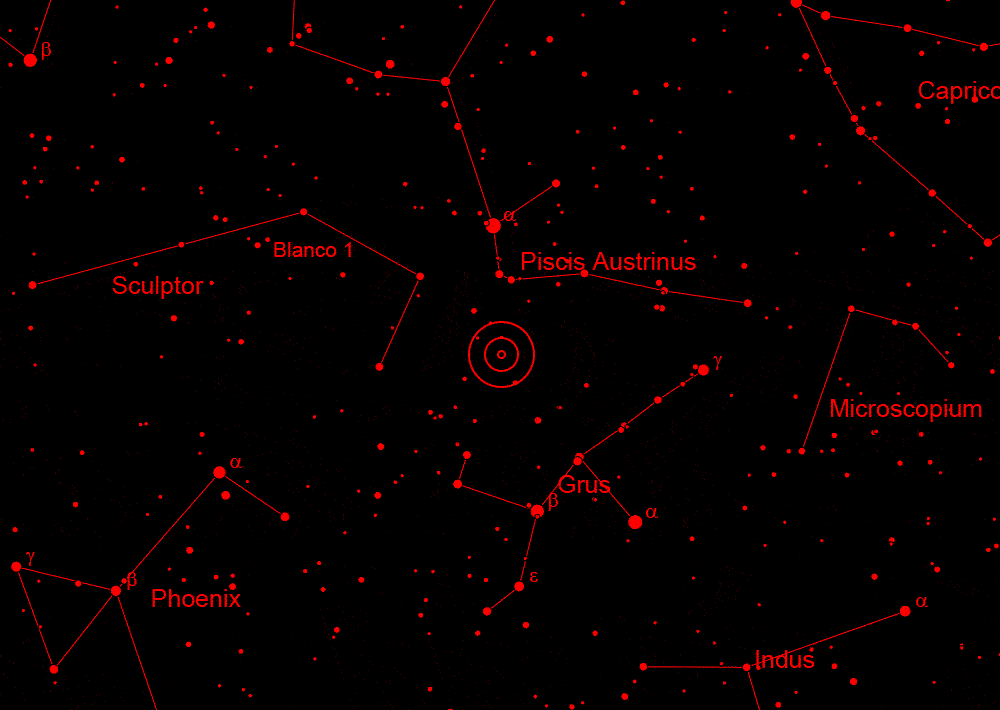 β
Caprico
α
Blanco 1
Piscis Austrinus
Sculptor
γ
Microscopium
α
Grus
β
α
γ
β
ε
Phoenix
α
Indus